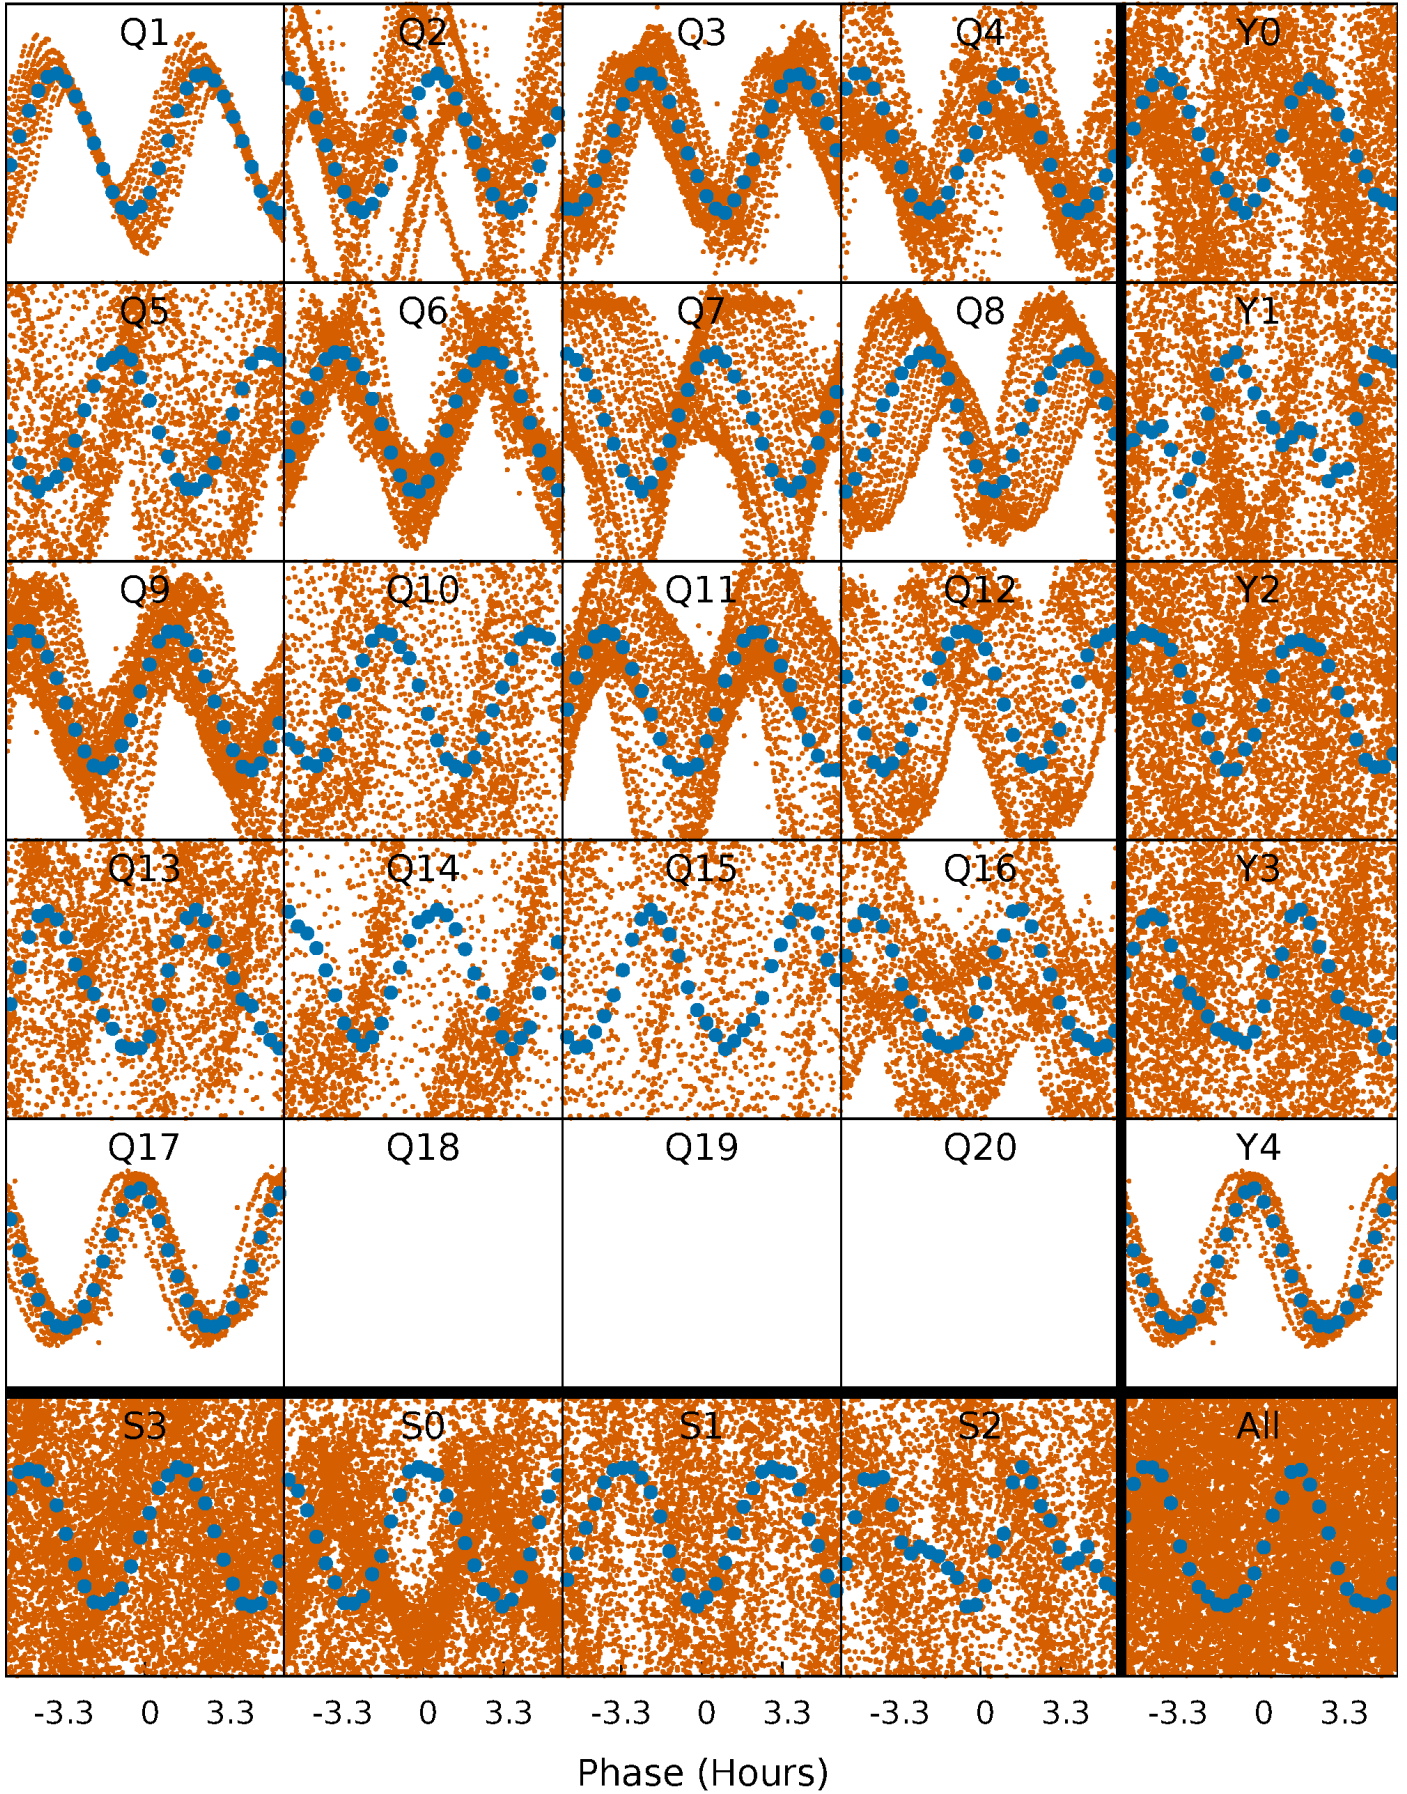 Q1 Q2 Q3 Q4 Y0
Q5 Q6 Q7 Q8 Y1
Q9 Q10 Q11 Q12 Y2
Q13 Q14 Q15 Q16 Y3
Q17 Q18 Q19 Q20 Y4
S3 S0 S1 S2 All
-3.3 0 3.3 -3.3 0 3.3 -3.3 0 3.3 -3.3 0 3.3 -3.3 0 3.3
Phase (Hours)